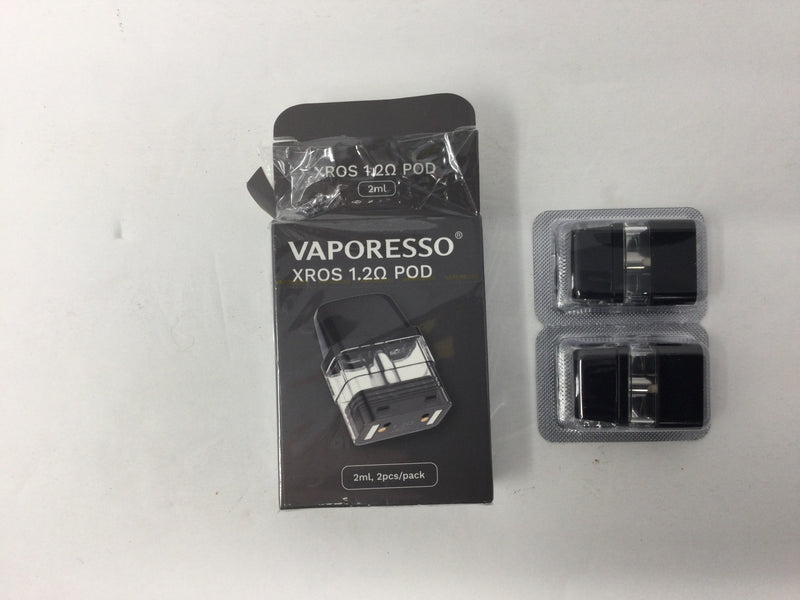 XROS 1.2Ω POD
2ml
VAPORESSO®
XROS 1.2Ω POD
2ml, 2pcs/pack